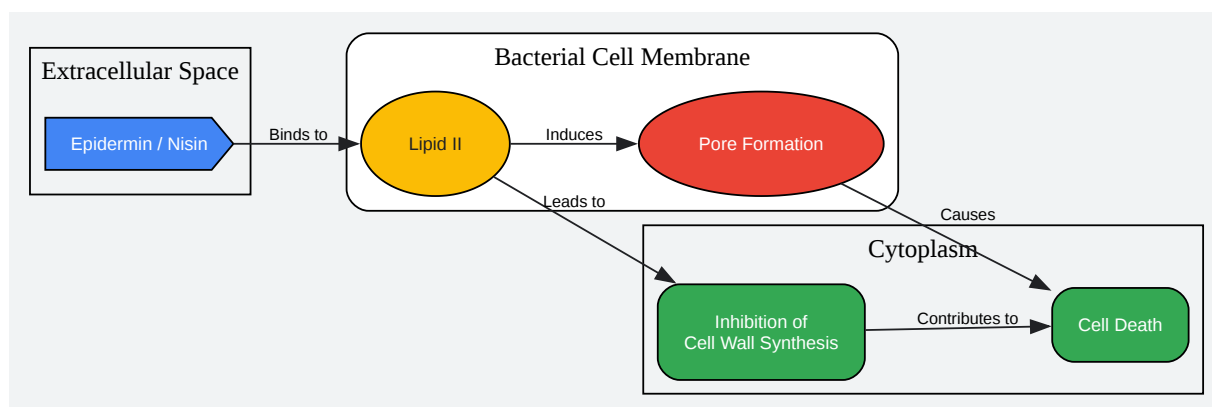 Extracellular Space
Bacterial Cell Membrane
Epidermin / Nisin
Binds to
Lipid II
Induces
Pore Formation
Leads to
Causes
Cytoplasm
Inhibition of
Cell Wall Synthesis
Contributes to
Cell Death